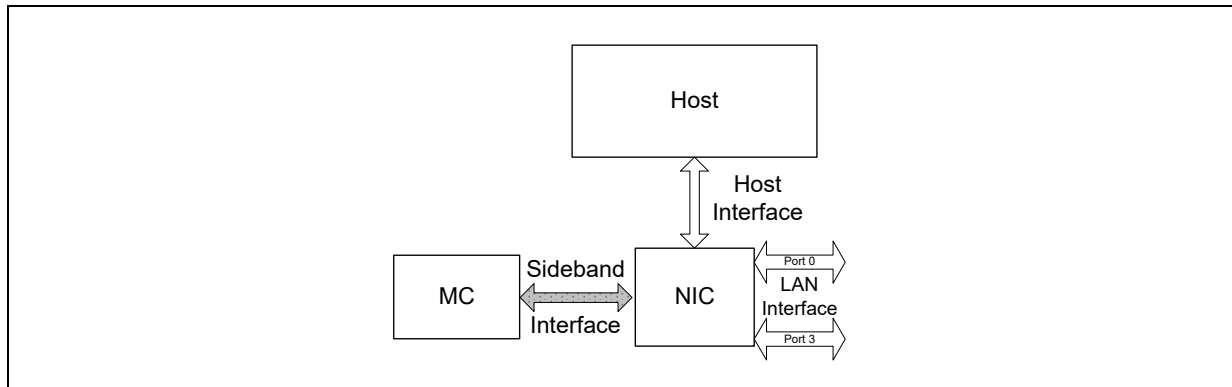 Host
Host
Interface
Sideband
MC
NIC
Interface
Port 0
LAN
Interface
Port 3